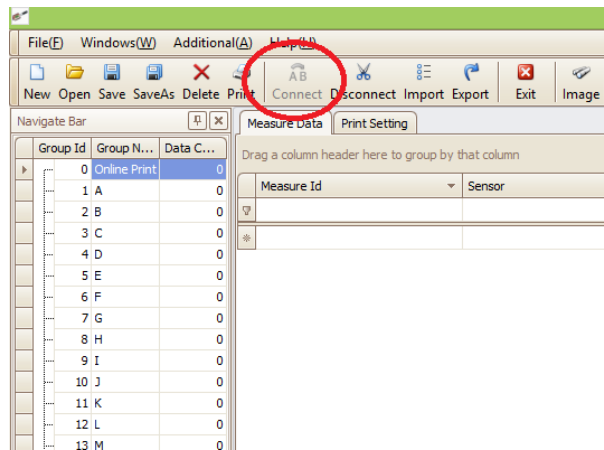 File(F) Windows(W) Additional(A) Help(H)
AB
New Open Save SaveAs Delete Print Connect Disconnect Import Export Exit Image
Navigate Bar
Measure Data Print Setting
Group Id Group N... Data C...
Drag a column header here to group by that column
Measure Id Sensor
0 Online Print 0
1 A 0
2 B 0
3 C 0
4 D 0
5 E 0
6 F 0
7 G 0
8 H 0
9 I 0
10 J 0
11 K 0
12 L 0
13 M 0